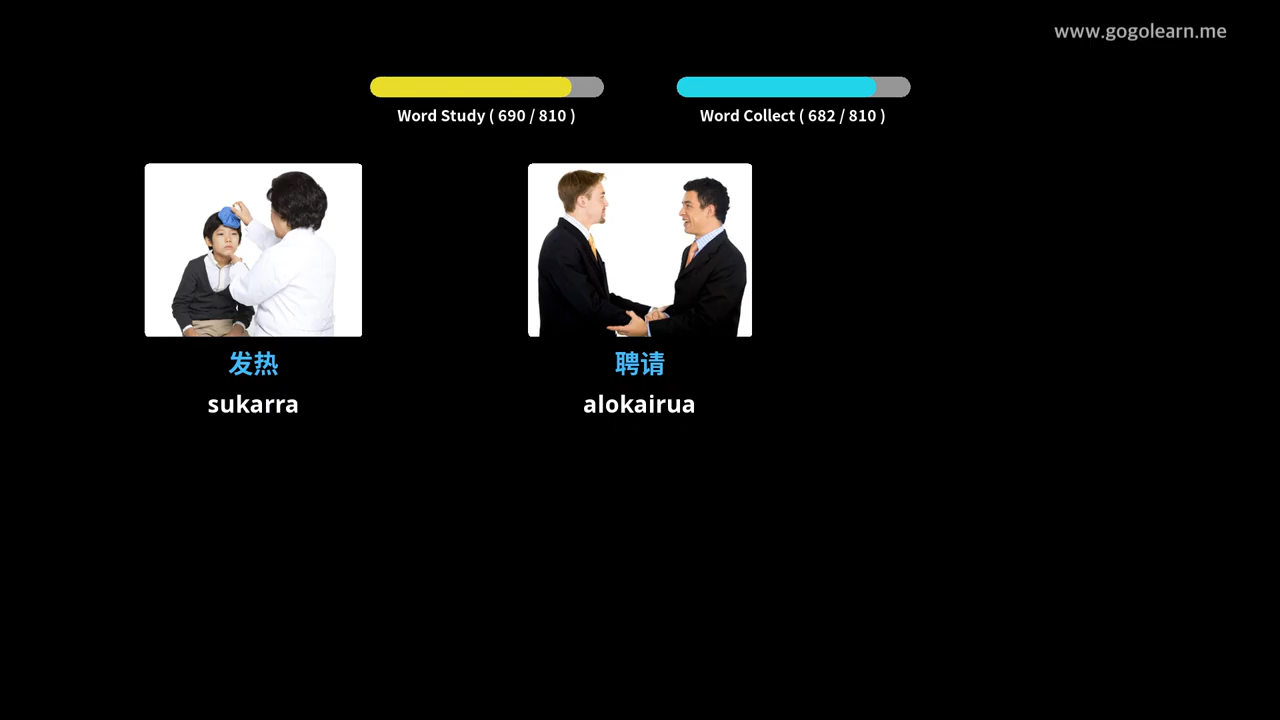 www.gogolearn.me
Word Study ( 690 / 810 )
Word Collect ( 682 / 810 )
发热
sukarra
聘请
alokairua